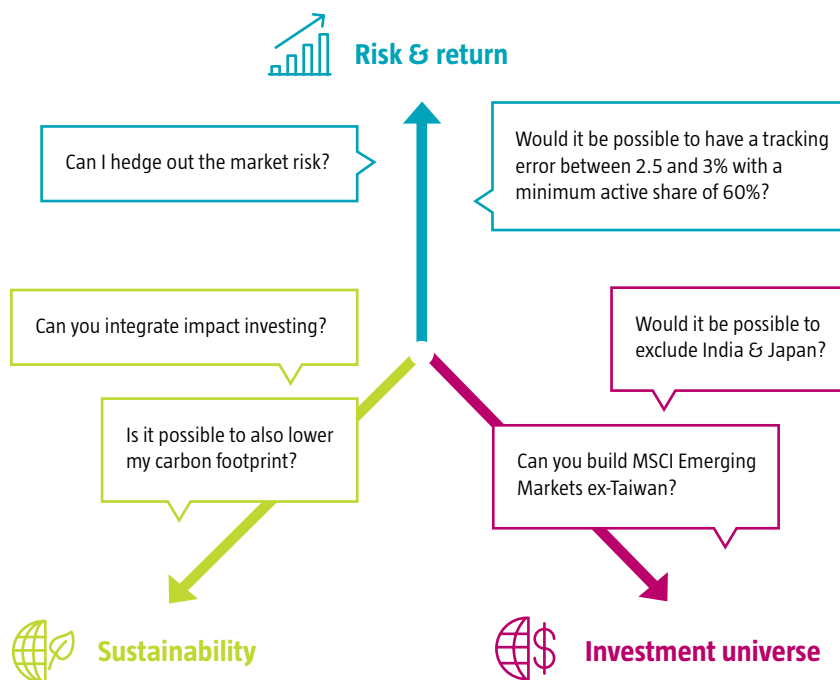 Risk & return
Can I hedge out the market risk?
Would it be possible to have a tracking
error between 2.5 and 3% with a
minimum active share of 60%?
Can you integrate impact investing?
Would it be possible to
exclude India & Japan?
Is it possible to also lower
my carbon footprint?
Can you build MSCI Emerging
Markets ex-Taiwan?
Sustainability
Investment universe